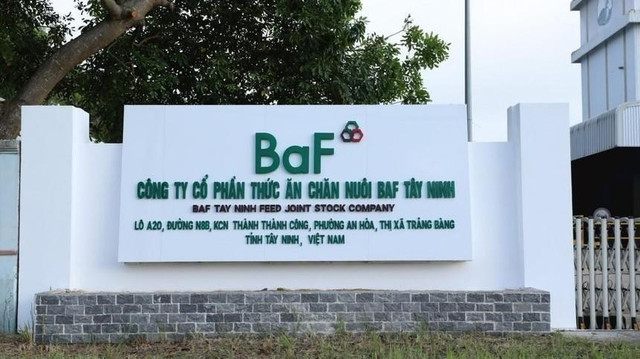 BaF
CÔNG TY CỔ PHẦN THỨC ĂN CHĂN NUÔI BAF TÂY NINH
BAF TAY NINH FEED JOINT STOCK COMPANY
LÔ A20, ĐƯỜNG N8B, KCN THÀNH THÀNH CÔNG, PHƯỜNG AN HÒA, THỊ XÃ TRẢNG BÀNG
TỈNH TÂY NINH, VIỆT NAM